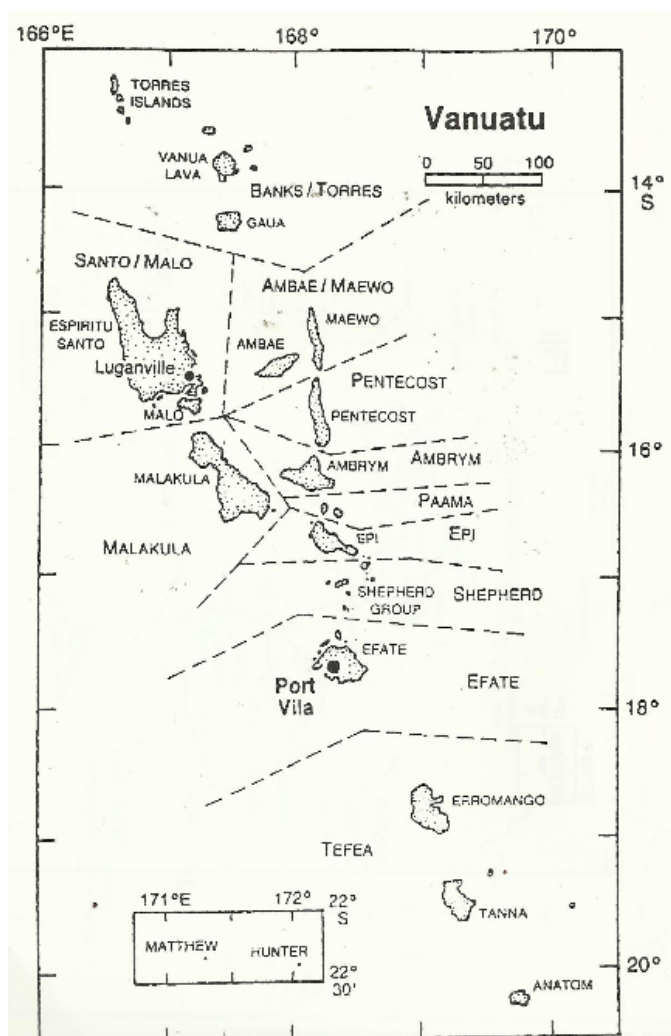 166°E
168°
170°
TORRES
ISLANDS
Vanuatu
VANUA
LAVA
0 50 100
kilometers
BANKS / TORRES
14°
S
GAUA
SANTO / MALO
AMBAE / MAEWO
MAEWO
ESPIRITU
SANTO
AMBAE
Luganville
PENTECOST
MALO
PENTECOST
16°
AMBRYM
AMBRYM
MALAKULA
PAAMA
EPI
EPI
MALAKULA
SHEPHERD
GROUP
SHEPHERD
EFATE
Port
Vila
EFATE
18°
ERROMANGO
TEFEA
TANNA
171°E
172°
22°
S
MATTHEW
HUNTER
22°
30'
20°
ANATOM